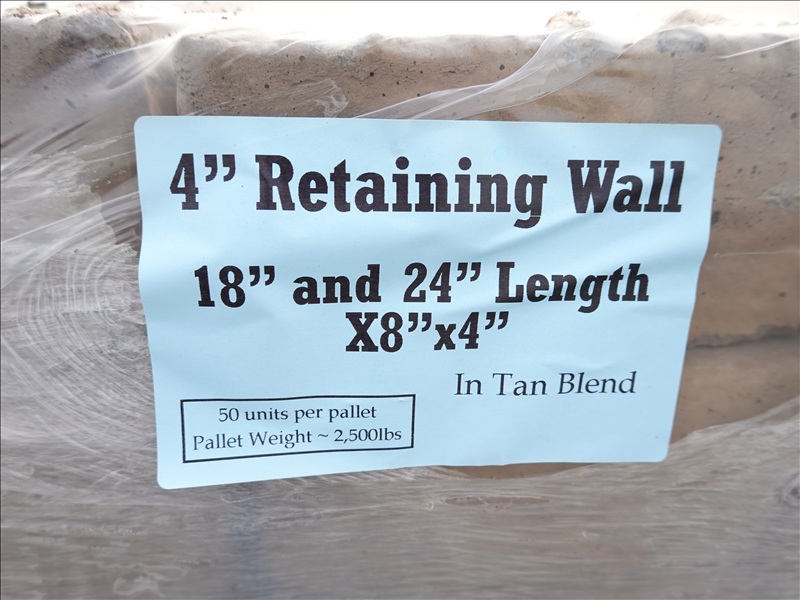 4” Retaining Wall
18” and 24” Length
X8”x4”
In Tan Blend
50 units per pallet
Pallet Weight ~ 2,500lbs